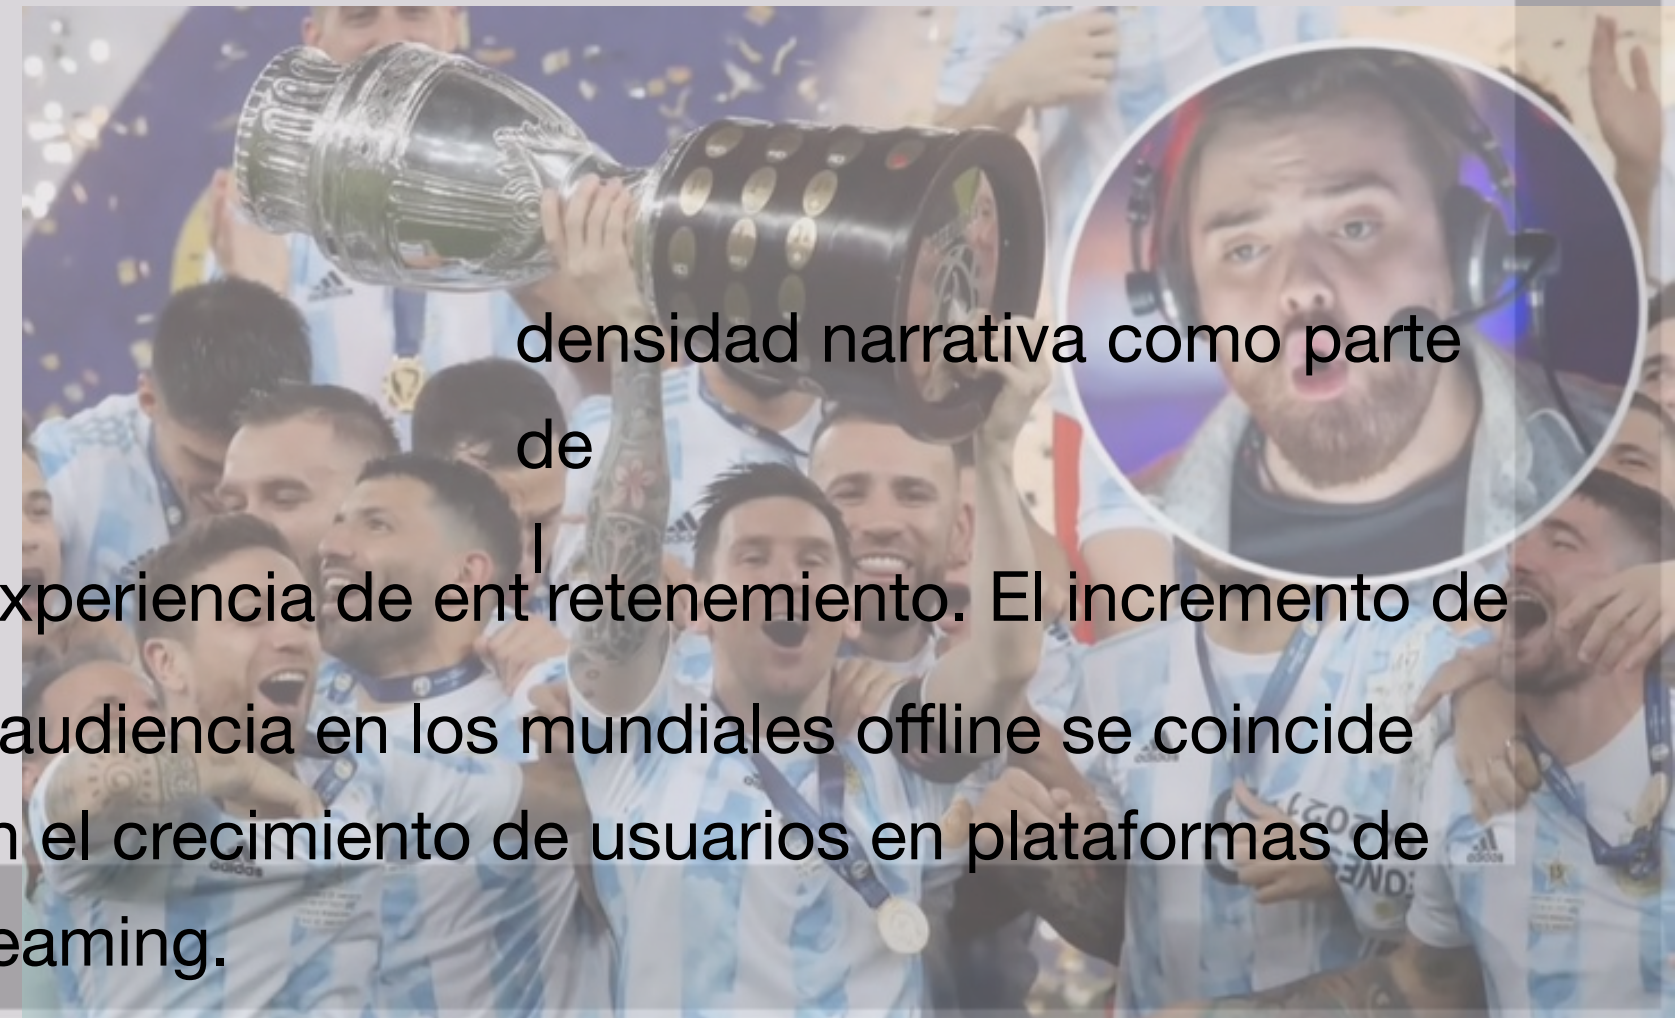 densidad narrativa como parte
de
l
xperiencia de ent retenemiento. El incremento de
audiencia en los mundiales offline se coincide
n el crecimiento de usuarios en plataformas de
eaming.
adidas